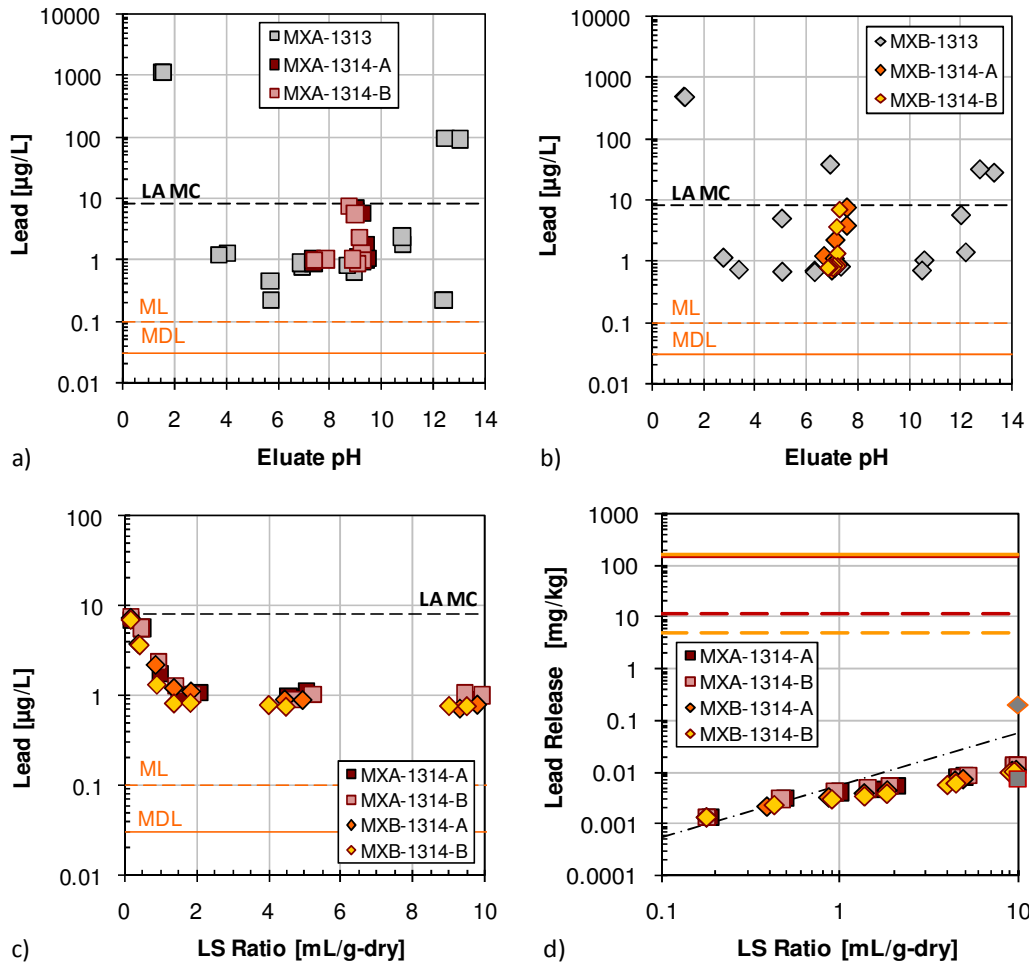 10000
1000
100
10
1
0.1
0.01
Lead [µg/L]
MXA-1313
MXA-1314-A
MXA-1314-B
LA MC
ML
MDL
0 2 4 6 8 10 12 14
Eluate pH
a)
10000
1000
100
10
1
0.1
0.01
Lead [µg/L]
MXB-1313
MXB-1314-A
MXB-1314-B
LA MC
ML
MDL
0 2 4 6 8 10 12 14
Eluate pH
b)
100
10
1
0.1
0.01
Lead [µg/L]
LA MC
ML
MDL
MXA-1314-A
MXA-1314-B
MXB-1314-A
MXB-1314-B
0 2 4 6 8 10
LS Ratio [mL/g-dry]
c)
1000
100
10
1
0.1
0.01
0.001
0.0001
Lead Release [mg/kg]
MXA-1314-A
MXA-1314-B
MXB-1314-A
MXB-1314-B
0.1 1 10
LS Ratio [mL/g-dry]
d)